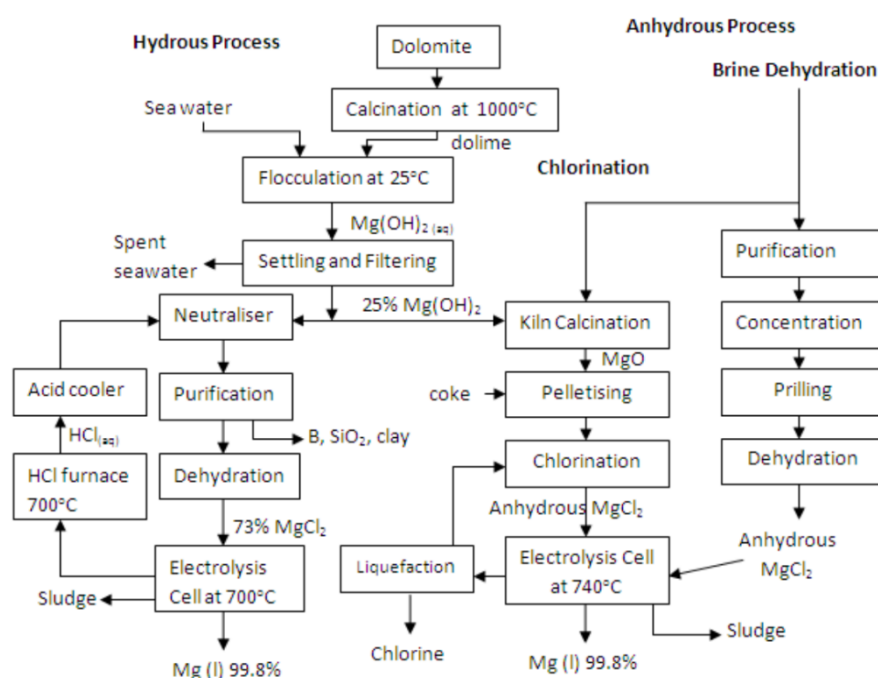 Hydrous Process
Anhydrous Process
Dolomite
Brine Dehydration
Calcination at 1000°C
Sea water
dolime
Chlorination
Flocculation at 25°C
Mg(OH)₂ (aq)
Spent
seawater
Settling and Filtering
Purification
25% Mg(OH)₂
Neutraliser
Kiln Calcination
Concentration
MgO
Acid cooler
Purification
coke
Pelletising
Prilling
HCl(aq)
B, SiO₂, clay
HCl furnace
700°C
Dehydration
Chlorination
Dehydration
73% MgCl₂
Anhydrous MgCl₂
Electrolysis
Cell at 700°C
Liquefaction
Electrolysis Cell
at 740°C
Anhydrous
MgCl₂
Sludge
Sludge
Chlorine
Mg (l) 99.8%
Mg (l) 99.8%